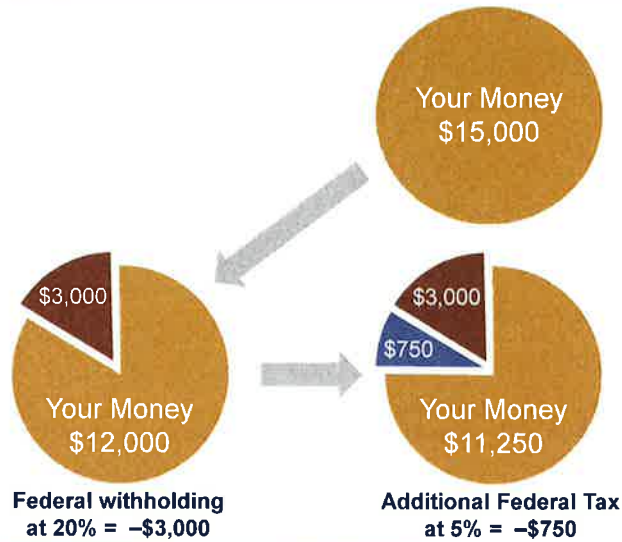 Your Money
$15,000
$3,000
Your Money
$12,000
Federal withholding
at 20% = –$3,000
$3,000
$750
Your Money
$11,250
Additional Federal Tax
at 5% = –$750